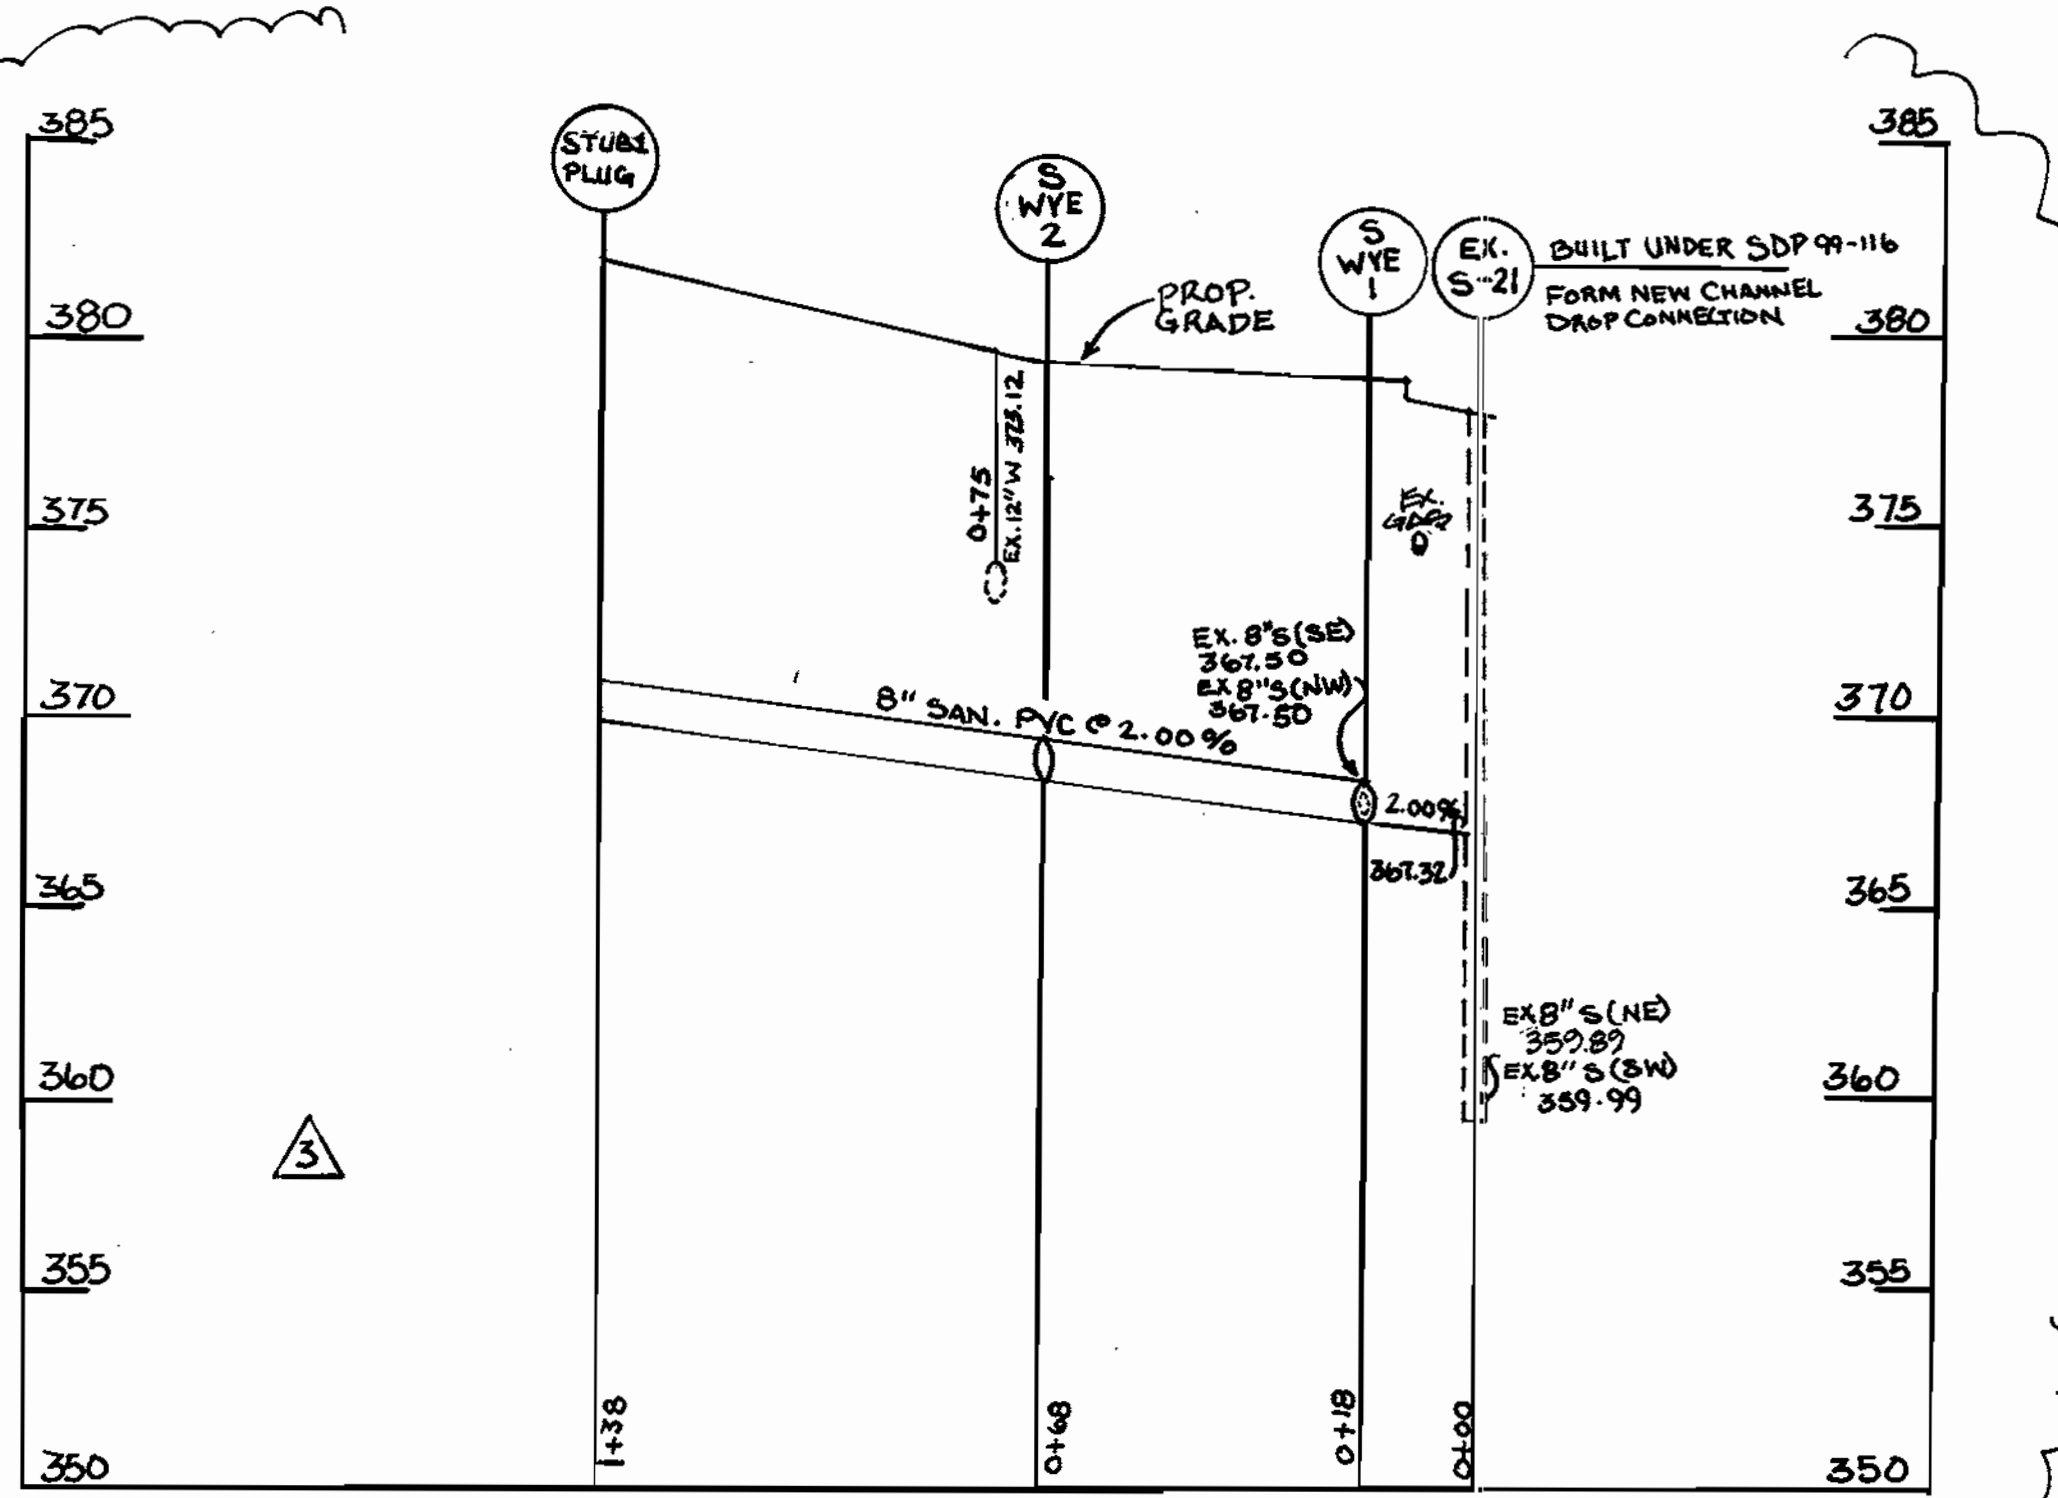 385
380
375
370
365
360
355
350
STUB1
PLUG
S
WYE
2
S
WYE
1
EX.
S-21
BUILT UNDER SDP 99-116
FORM NEW CHANNEL
DROP CONNECTION
PROP.
GRADE
0+75
EX.12"W 373.12
EX.
GAS
EX. 8"S(SE)
367.50
EX 8"S(NW)
367.50
8" SAN. PVC @ 2.00%
2.00%
367.32
EX8" S(NE)
359.89
EX.8" S(SW)
359.99
3
1+38
0+68
0+18
0+00
385
380
375
370
365
360
355
350